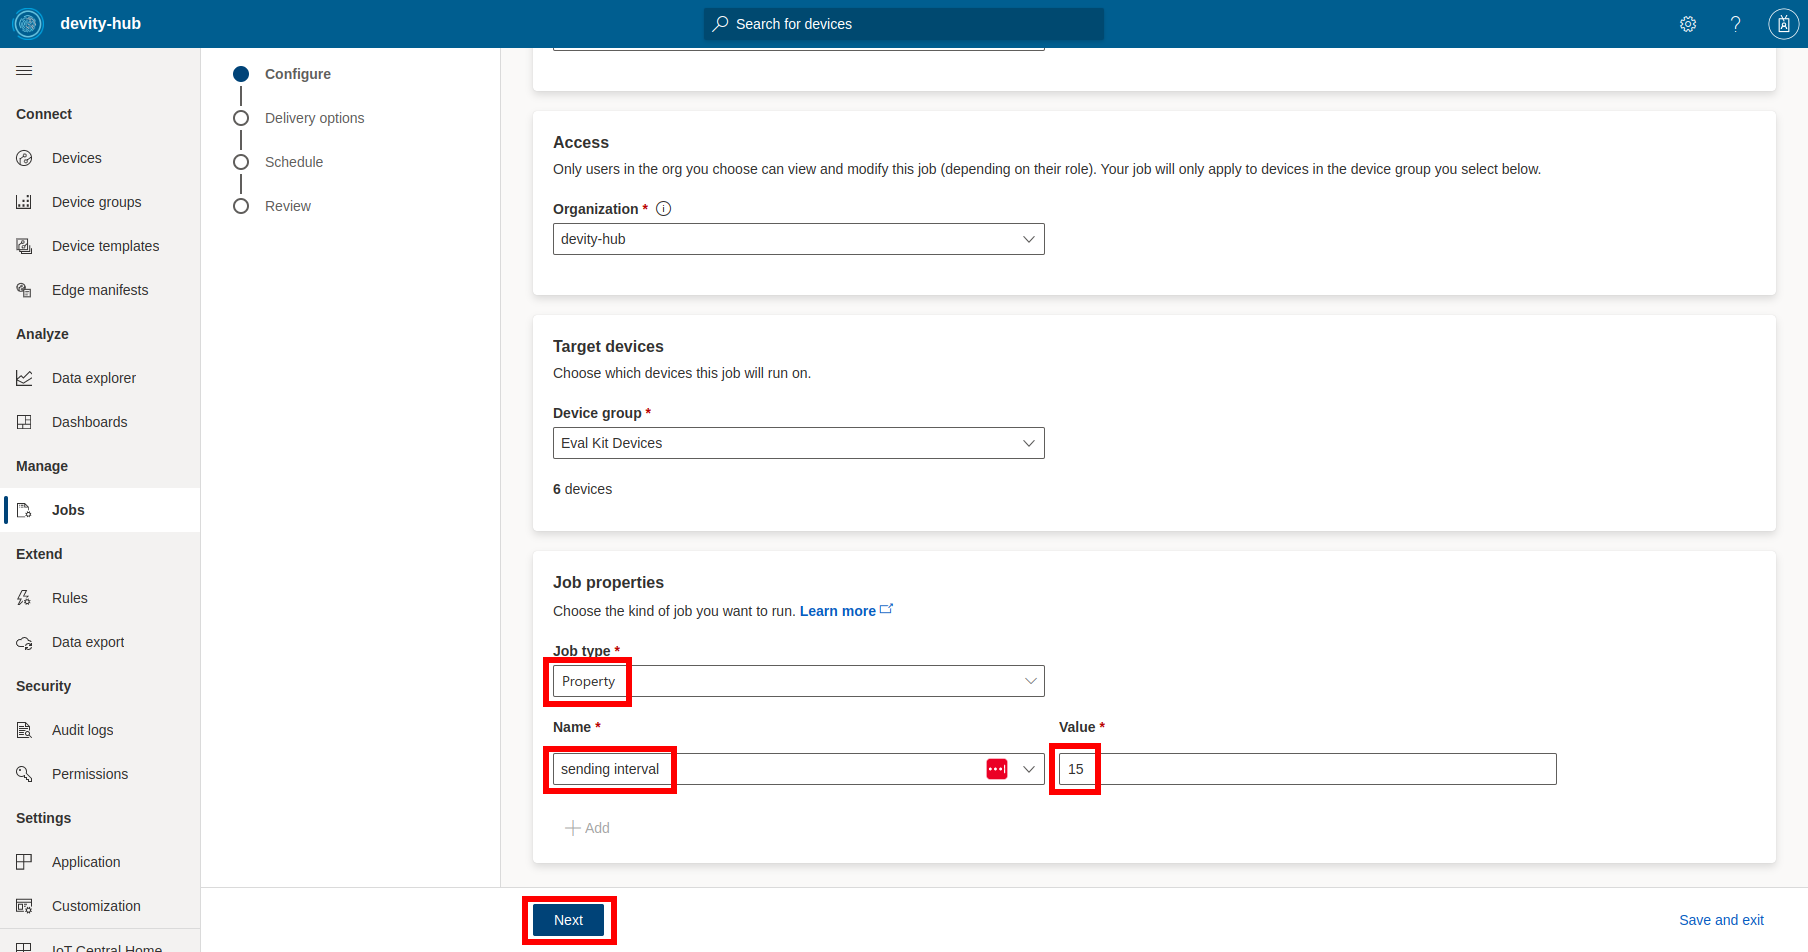 devity-hub
Search for devices
Connect
Devices
Device groups
Device templates
Edge manifests
Analyze
Data explorer
Dashboards
Manage
Jobs
Extend
Rules
Data export
Security
Audit logs
Permissions
Settings
Application
Customization
IoT Central Home
Configure
Delivery options
Schedule
Review
Access
Only users in the org you choose can view and modify this job (depending on their role). Your job will only apply to devices in the device group you select below.
Organization *
devity-hub
Target devices
Choose which devices this job will run on.
Device group *
Eval Kit Devices
6 devices
Job properties
Choose the kind of job you want to run. Learn more
Job type *
Property
Name *
Value *
sending interval
15
Add
Next
Save and exit